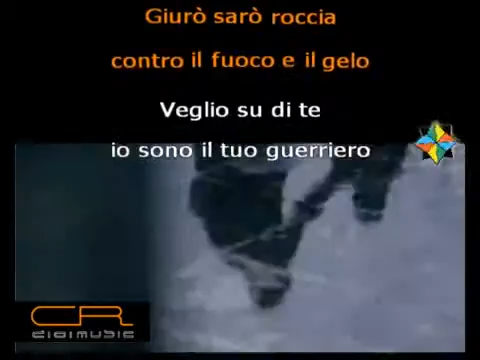 Giurò sarò roccia
contro il fuoco e il gelo
Veglio su di te
io sono il tuo guerriero
CR
DIGIMUSIC